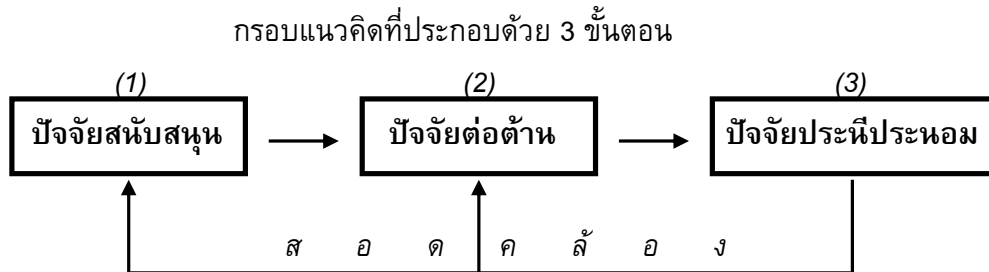 กรอบแนวคิดที่ประกอบด้วย 3 ขั้นตอน
(1) (2) (3)
ปัจจัยสนับสนุน ปัจจัยต่อต้าน ปัจจัยประนีประนอม
ส อ ด ค ล้ อ ง